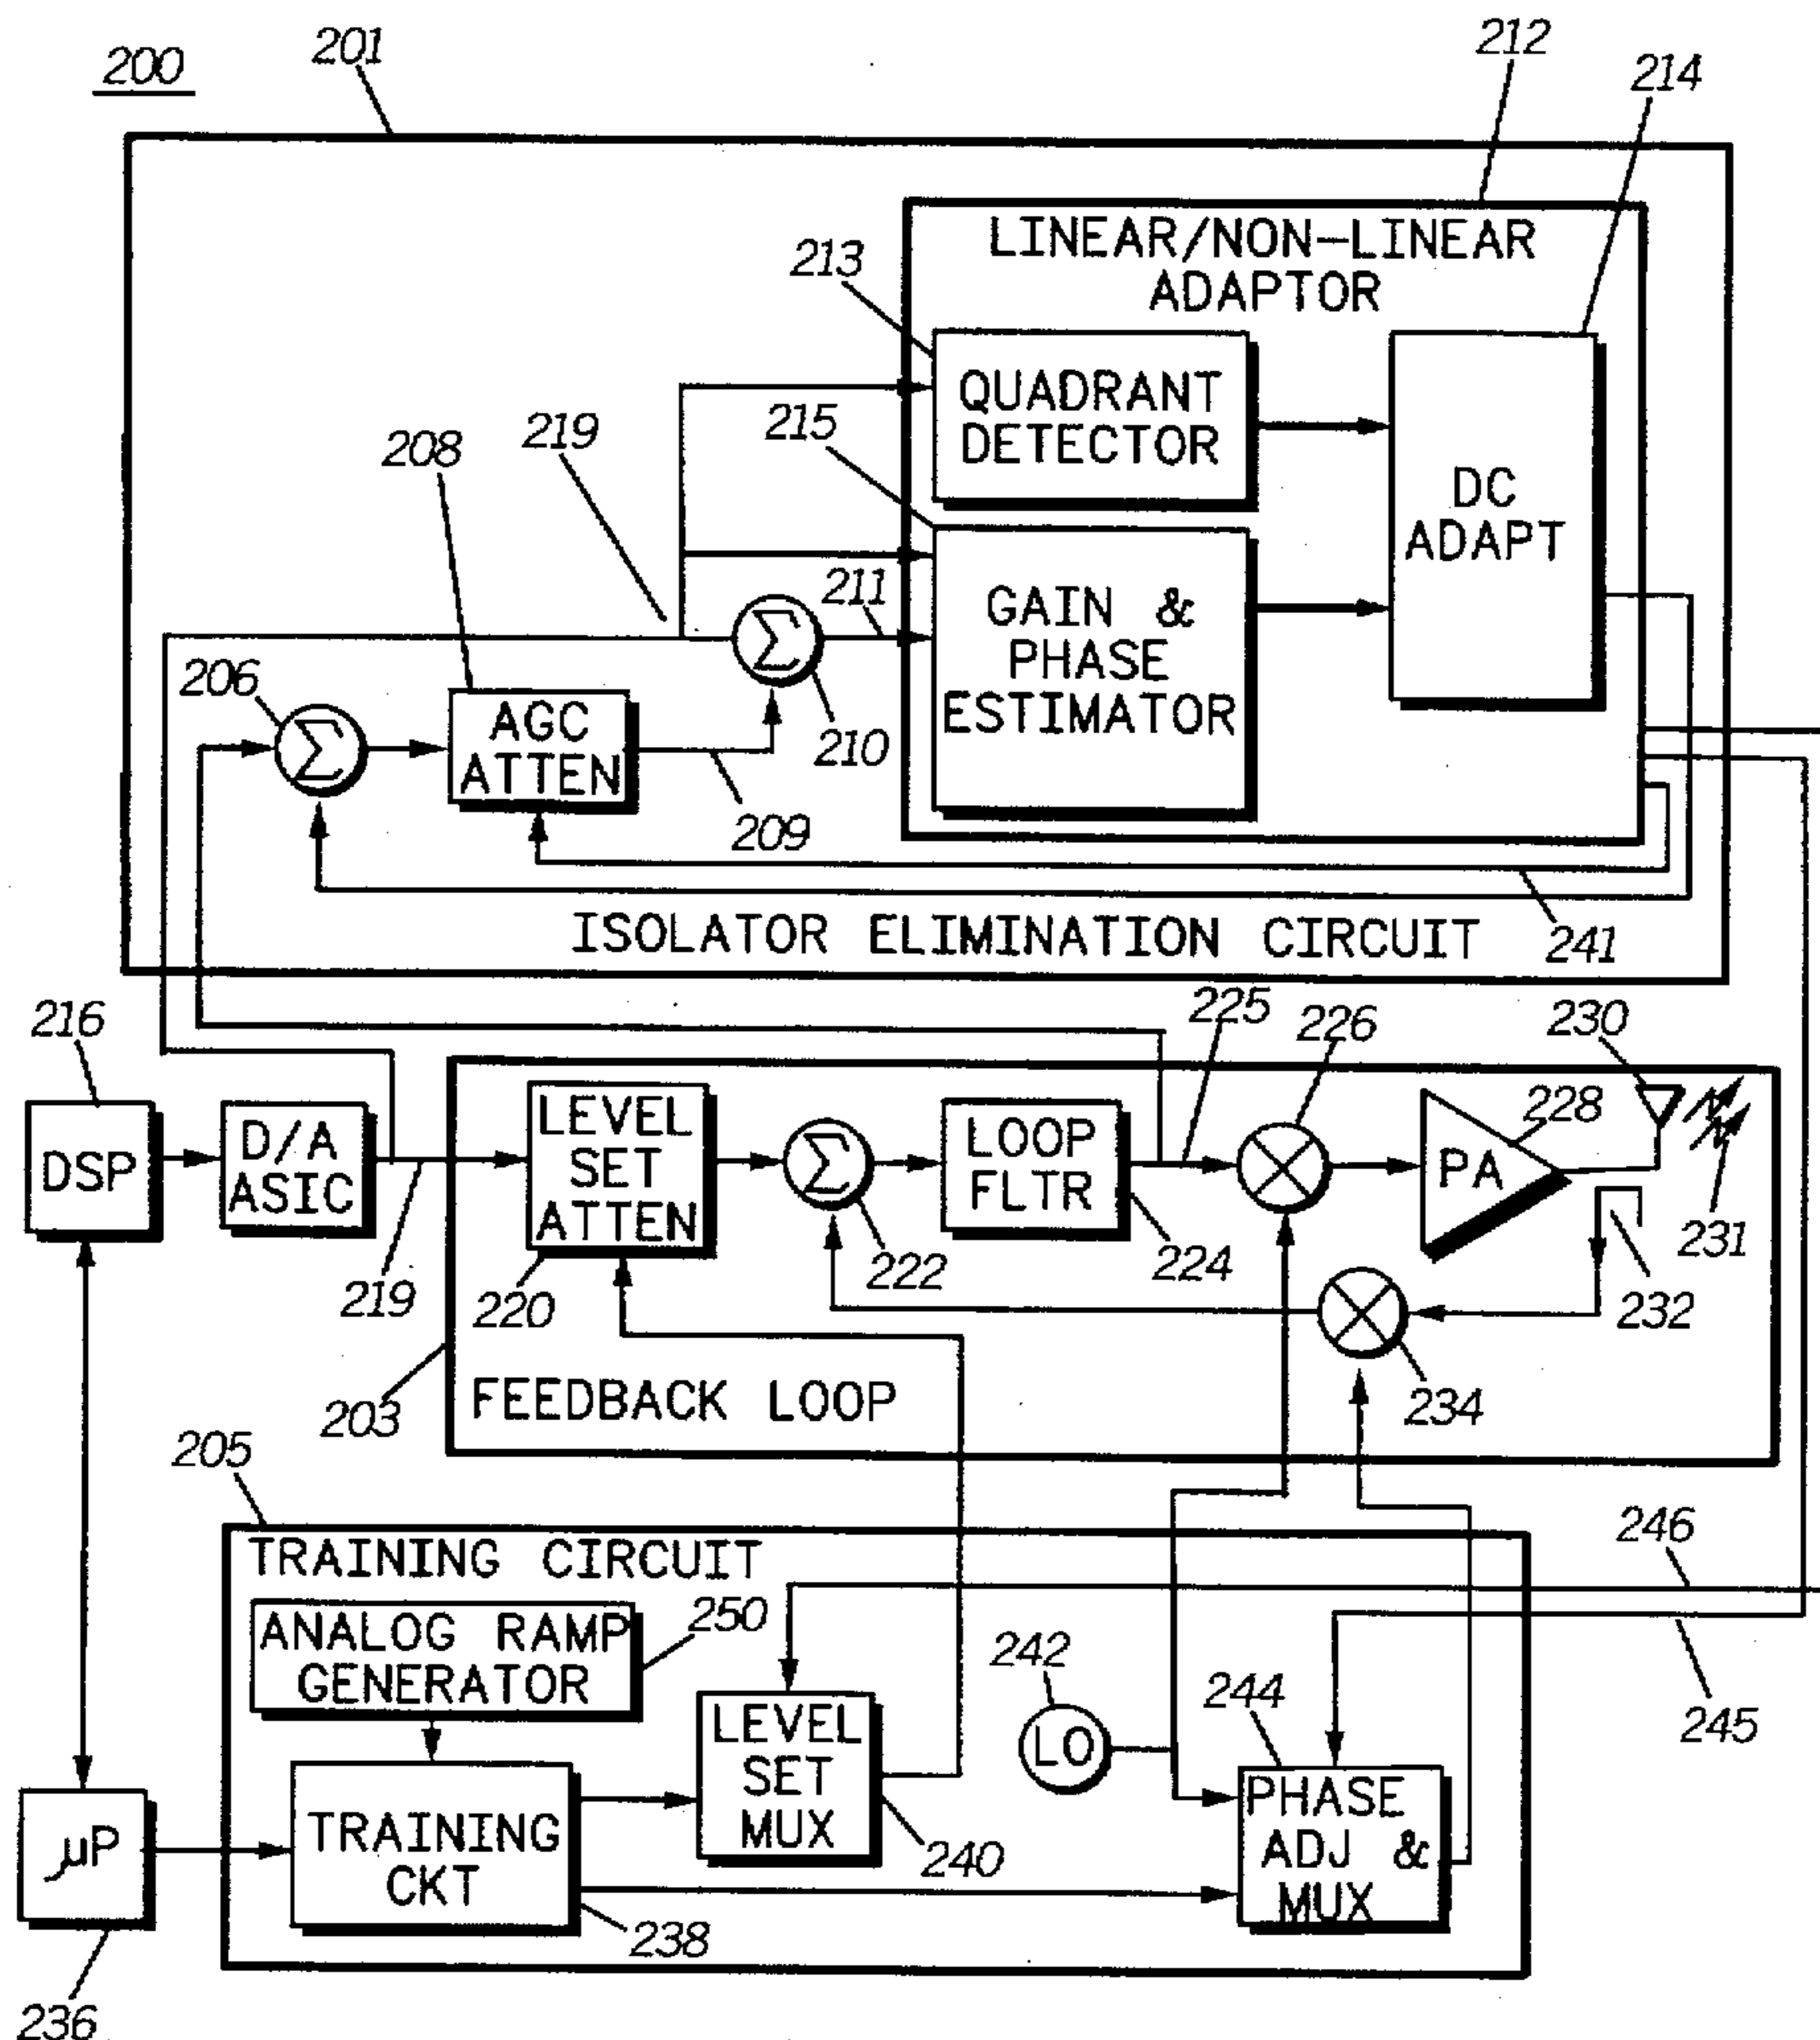 200
201
212
214
LINEAR/NON-LINEAR
ADAPTOR
213
QUADRANT
DETECTOR
215
219
208
DC
ADAPT
211
GAIN &
PHASE
ESTIMATOR
206
Σ
AGC
ATTEN
Σ
210
209
ISOLATOR ELIMINATION CIRCUIT
241
216
225
226
230
DSP
D/A
ASIC
LEVEL
SET
ATTEN
Σ
LOOP
FLTR
PA
228
219
220
222
224
232
231
203
FEEDBACK LOOP
234
205
TRAINING CIRCUIT
246
ANALOG RAMP
GENERATOR
250
242
244
245
LEVEL
SET
MUX
LO
PHASE
ADJ &
MUX
µP
TRAINING
CKT
240
238
236